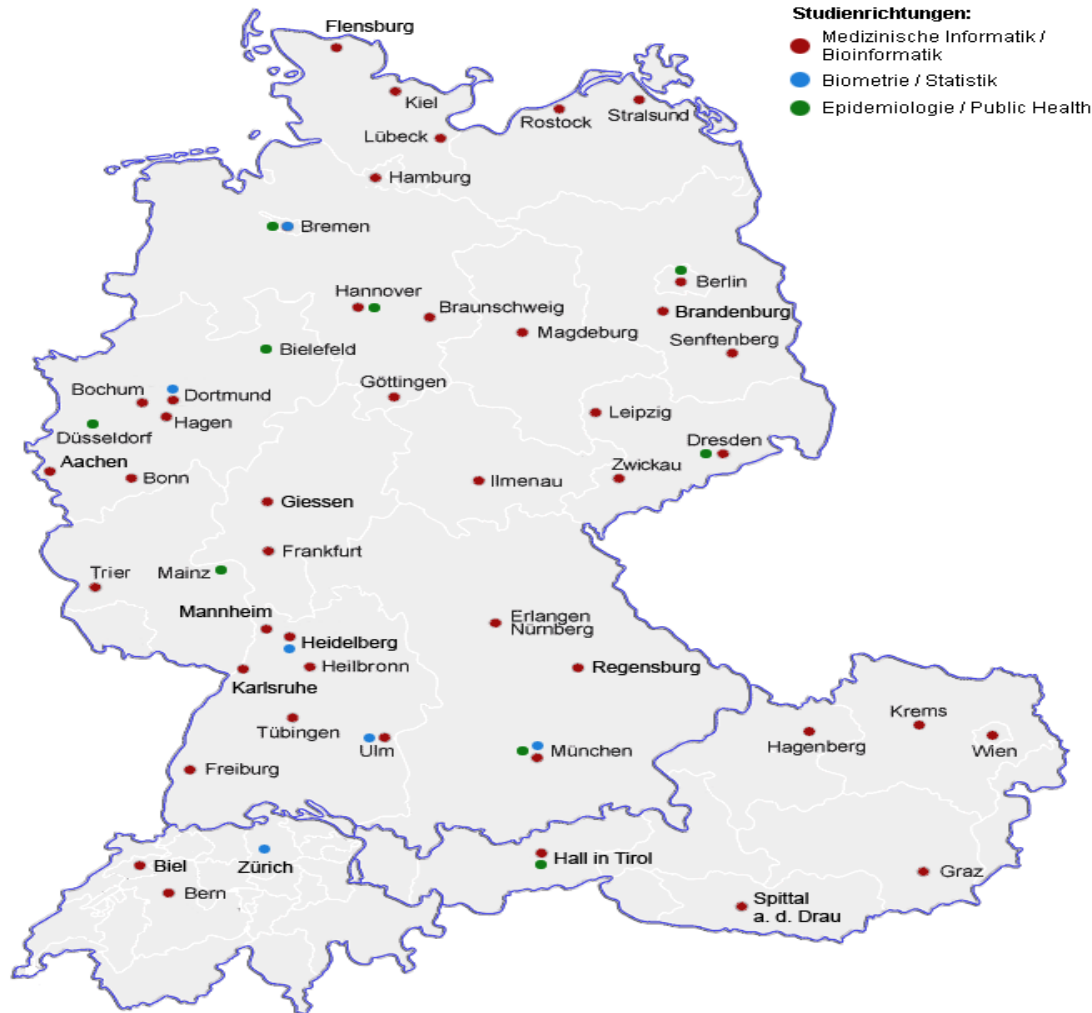 Studienrichtungen:
Medizinische Informatik /
Bioinformatik
Biometrie / Statistik
Epidemiologie / Public Health
Flensburg
Kiel
Stralsund
Rostock
Lübeck
Hamburg
Bremen
Berlin
Hannover
Braunschweig
Brandenburg
Magdeburg
Senftenberg
Bielefeld
Göttingen
Bochum
Dortmund
Leipzig
Hagen
Düsseldorf
Dresden
Aachen
Zwickau
Bonn
Ilmenau
Giessen
Frankfurt
Trier
Mainz
Mannheim
Erlangen
Nürnberg
Heidelberg
Heilbronn
Regensburg
Karlsruhe
Krems
Tübingen
Hagenberg
Wien
Ulm
München
Freiburg
Hall in Tirol
Biel
Zürich
Graz
Bern
Spittal
a. d. Drau